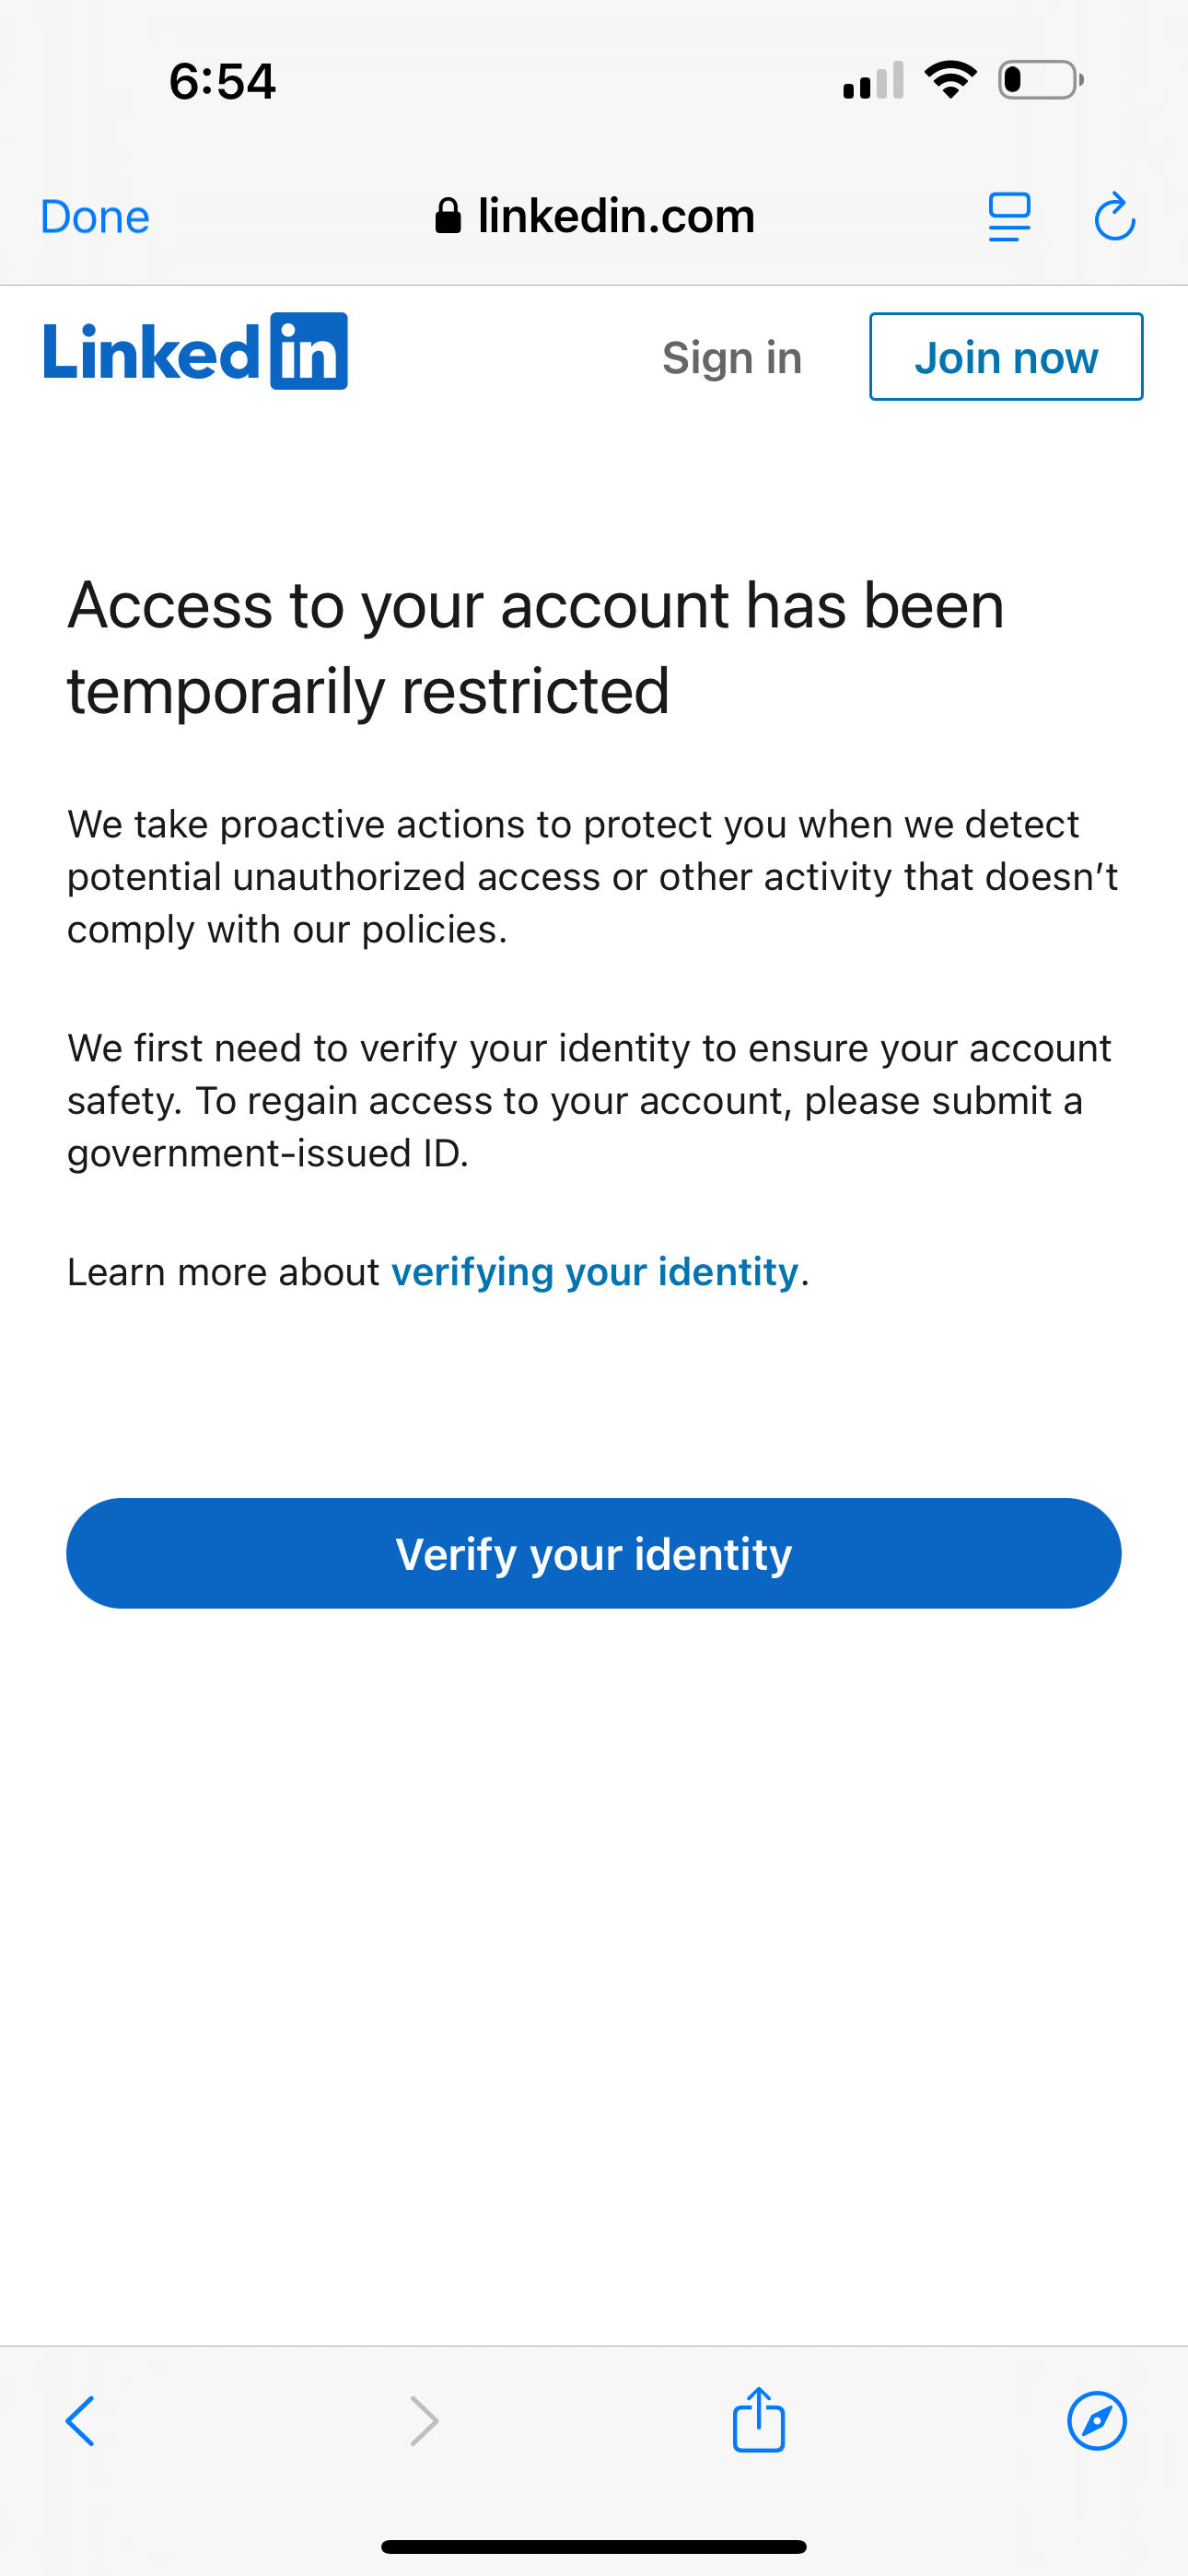 6:54
Done
linkedin.com
Linked in
Sign in
Join now
Access to your account has been
temporarily restricted
We take proactive actions to protect you when we detect
potential unauthorized access or other activity that doesn’t
comply with our policies.
We first need to verify your identity to ensure your account
safety. To regain access to your account, please submit a
government-issued ID.
Learn more about verifying your identity.
Verify your identity